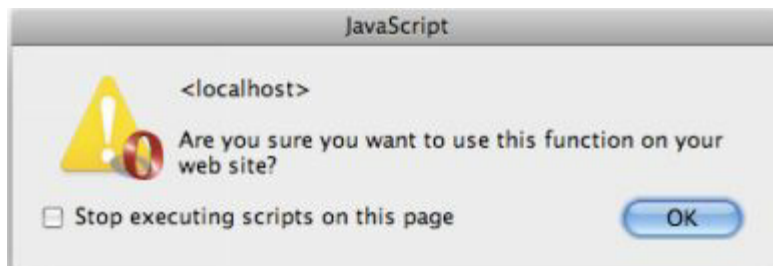 JavaScript
<localhost>
Are you sure you want to use this function on your
web site?
Stop executing scripts on this page
OK